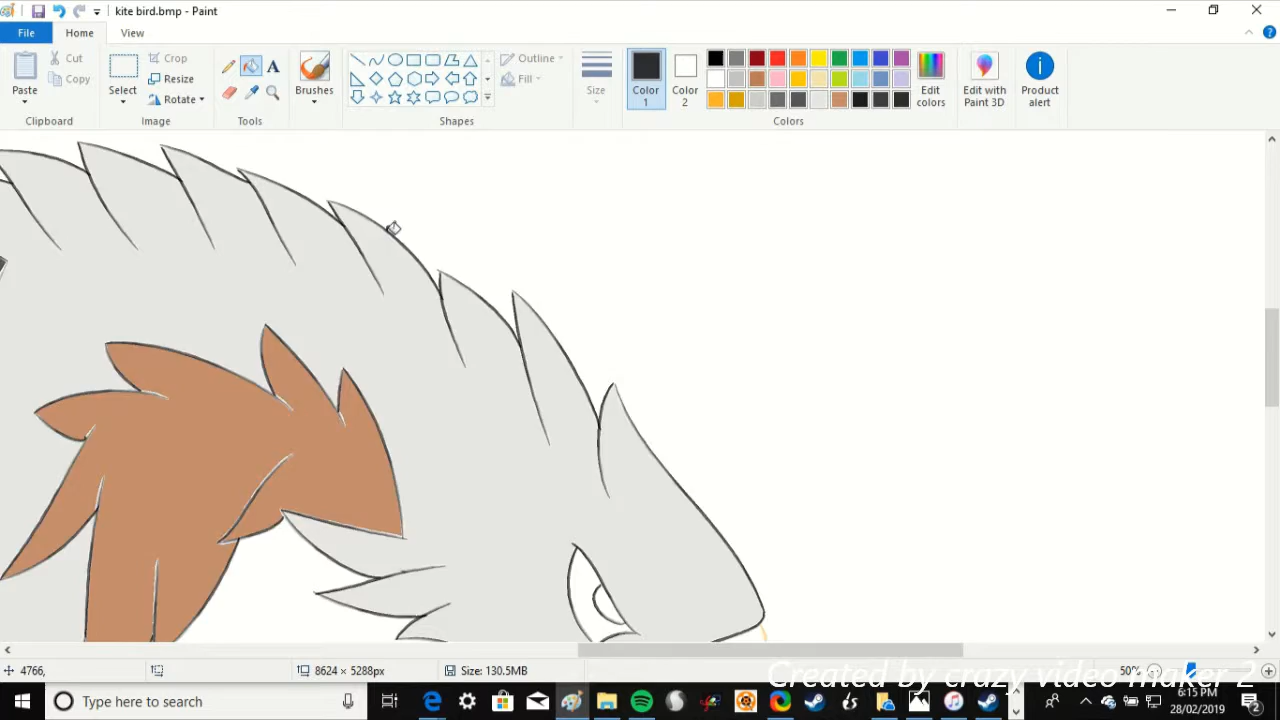 kite bird.bmp - Paint
File
Home
View
Paste
Cut
Copy
Clipboard
Select
Crop
Resize
Rotate
Image
A
Tools
Brushes
Outline
Fill
Shapes
Size
Color 1
Color 2
Edit colors
Colors
Edit with Paint 3D
Product alert
4766,
8624 × 5288px
Size: 130.5MB
50%
Created by crazy video maker 2
Type here to search
6:15 PM
28/02/2019
2